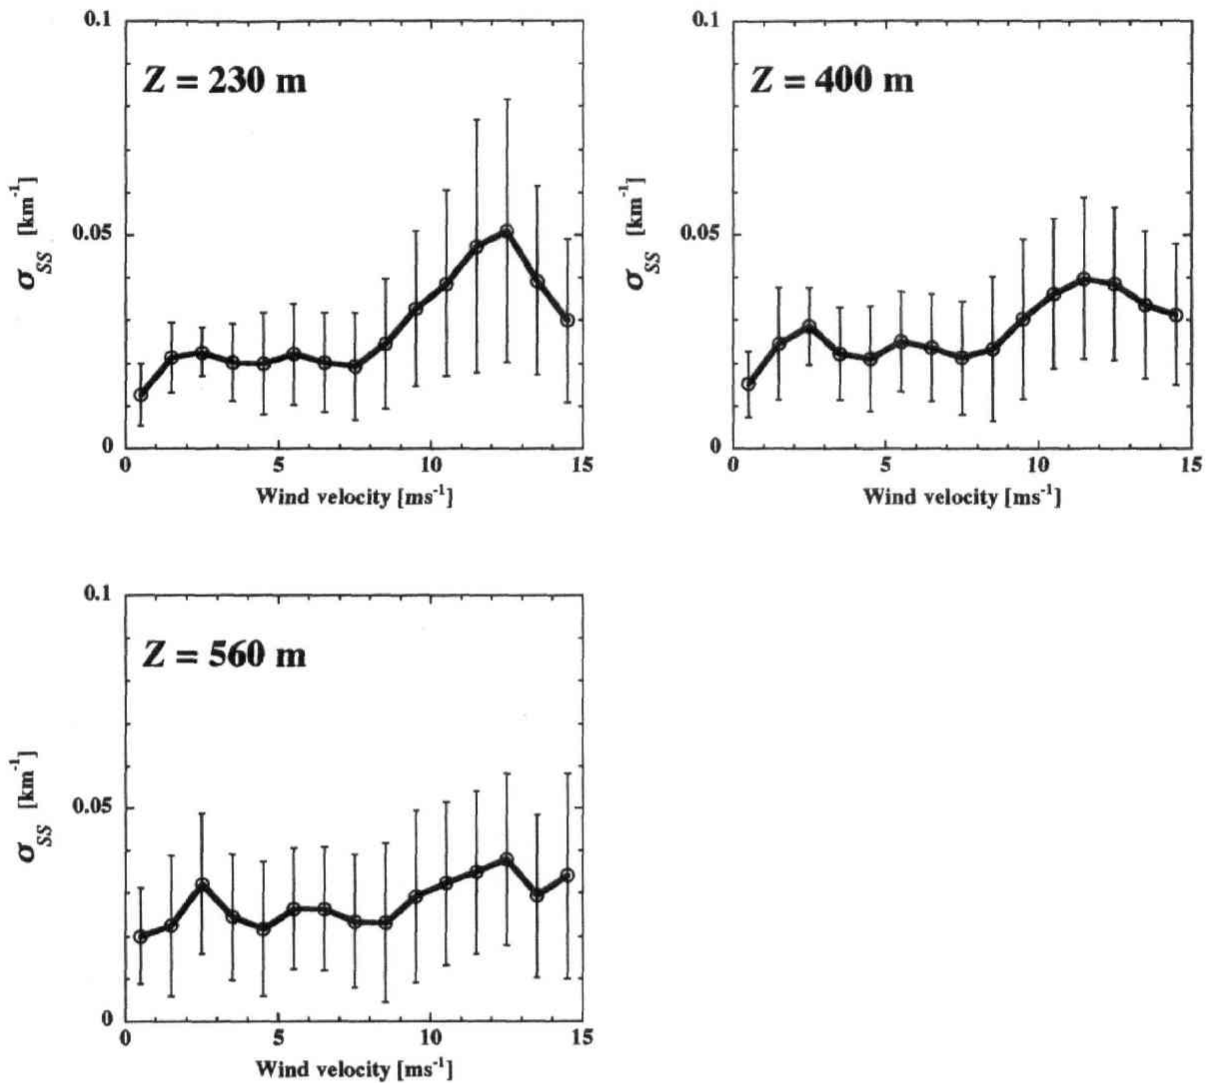 0.1
Z = 230 m
σSS [km⁻¹]
0.05
0
0 5 10 15
Wind velocity [ms⁻¹]
0.1
Z = 400 m
σSS [km⁻¹]
0.05
0
0 5 10 15
Wind velocity [ms⁻¹]
0.1
Z = 560 m
σSS [km⁻¹]
0.05
0
0 5 10 15
Wind velocity [ms⁻¹]